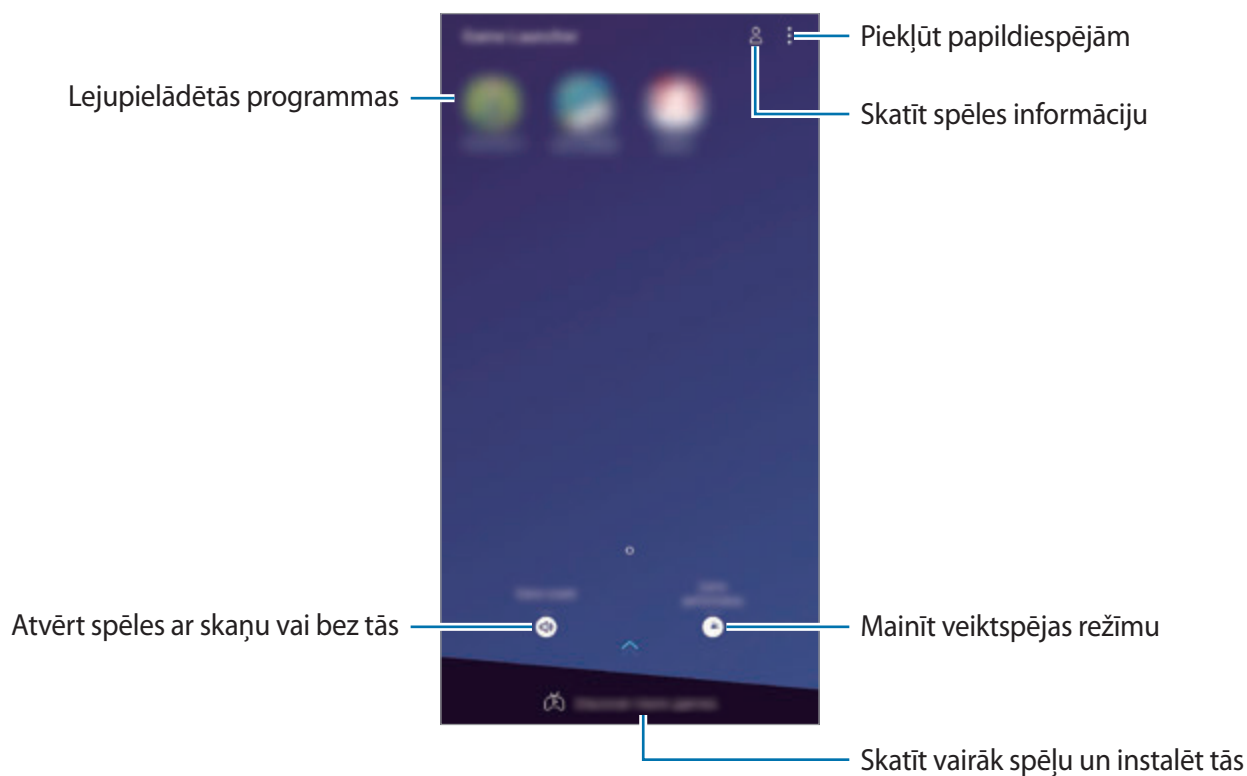 Piekļūt papildiespējām
Lejupielādētās programmas
Skatīt spēles informāciju
Atvērt spēles ar skaņu vai bez tās
Mainīt veiktspējas režīmu
Skatīt vairāk spēļu un instalēt tās